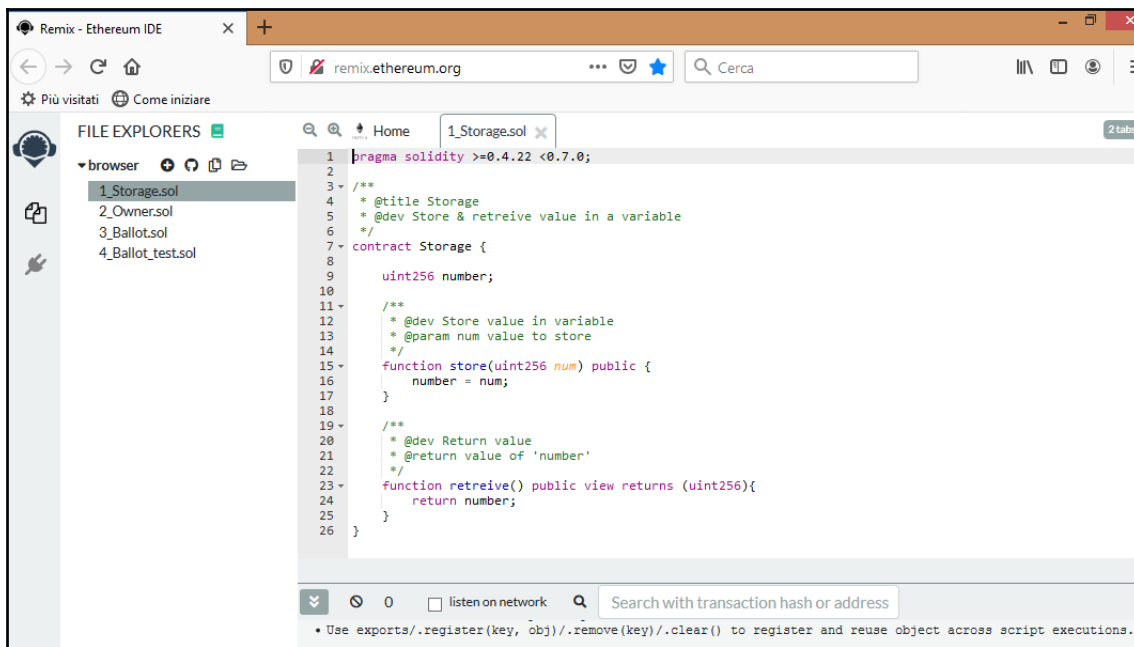 Remix - Ethereum IDE
remix.ethereum.org
Cerca
Più visitati Come iniziare
FILE EXPLORERS
browser
1_Storage.sol
2_Owner.sol
3_Ballot.sol
4_Ballot_test.sol
Home 1_Storage.sol 2 tabs
1 pragma solidity >=0.4.22 <0.7.0;
2
3 /**
4 * @title Storage
5 * @dev Store & retreive value in a variable
6 */
7 contract Storage {
8
9 uint256 number;
10
11 /**
12 * @dev Store value in variable
13 * @param num value to store
14 */
15 function store(uint256 num) public {
16 number = num;
17 }
18
19 /**
20 * @dev Return value
21 * @return value of 'number'
22 */
23 function retreive() public view returns (uint256){
24 return number;
25 }
26 }
0 listen on network Search with transaction hash or address
• Use exports/.register(key, obj)/.remove(key)/.clear() to register and reuse object across script executions.